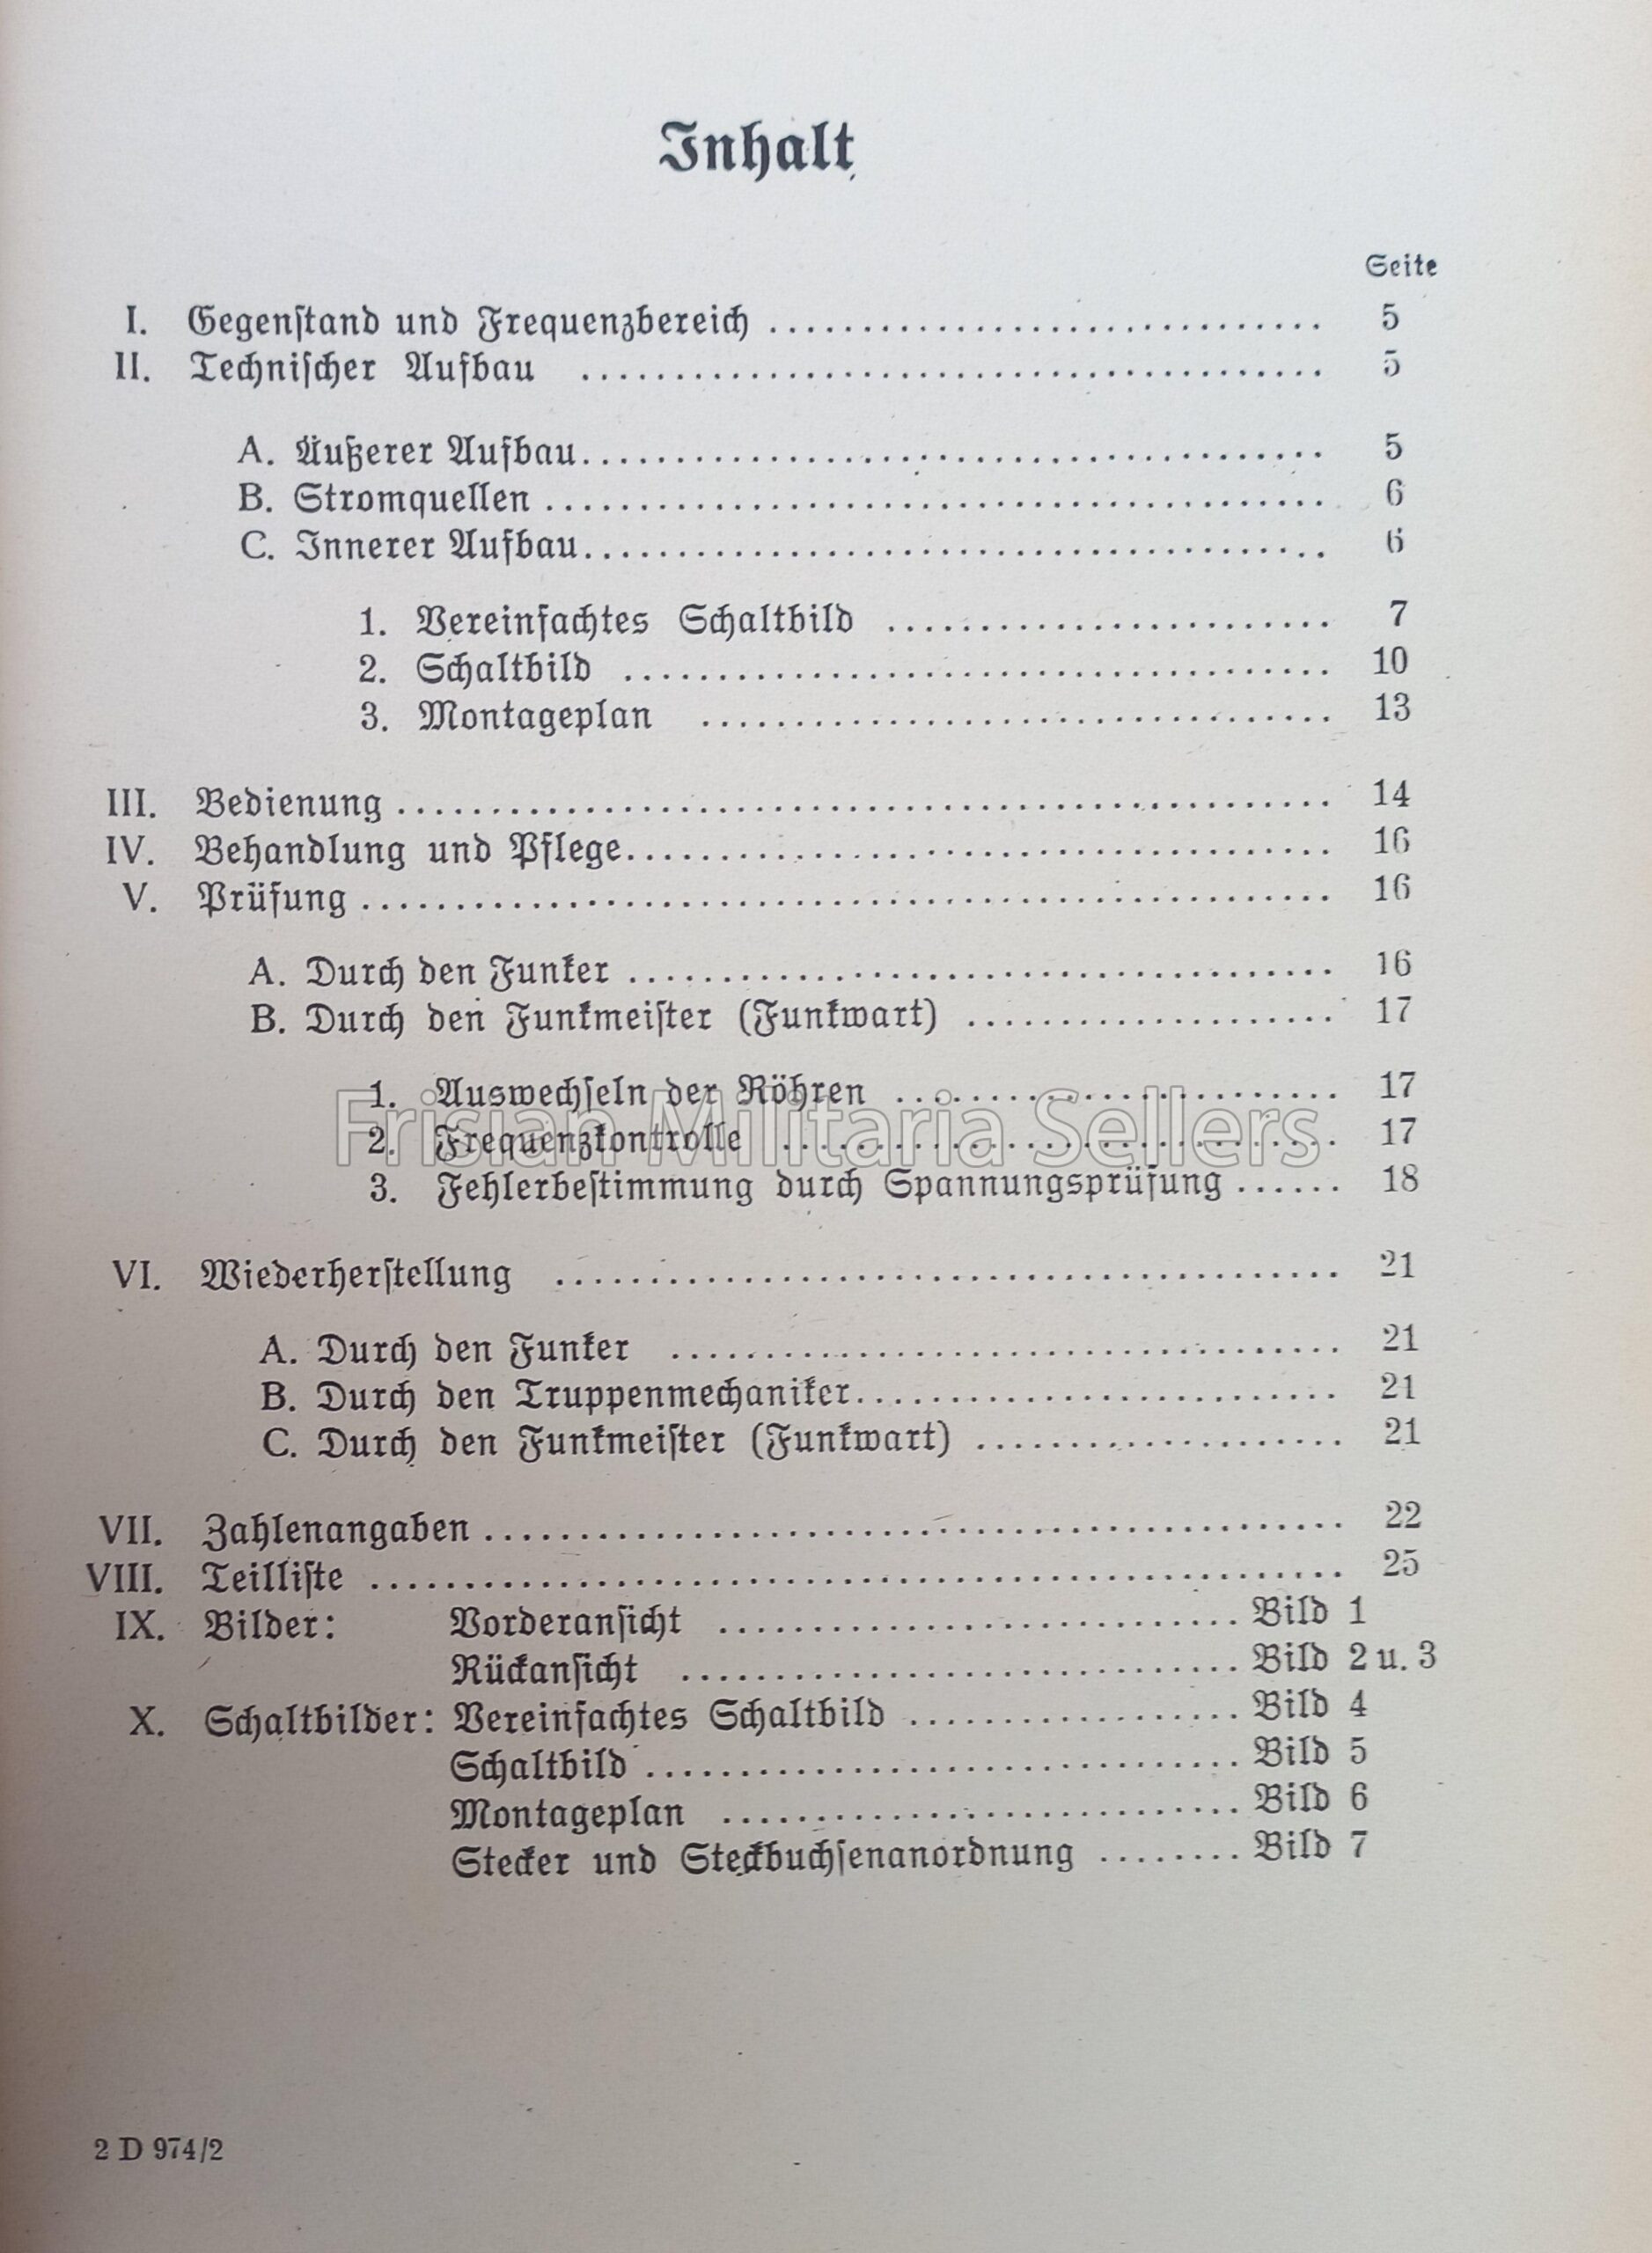 Inhalt
Seite
I. Gegenstand und Frequenzbereich .............................. 5
II. Technischer Aufbau ........................................ 5
A. Äußerer Aufbau........................................ 5
B. Stromquellen .......................................... 6
C. Innerer Aufbau........................................ 6
1. Vereinfachtes Schaltbild ........................ 7
2. Schaltbild ...................................... 10
3. Montageplan .................................. 13
III. Bedienung .................................................. 14
IV. Behandlung und Pflege...................................... 16
V. Prüfung .................................................... 16
A. Durch den Funker ...................................... 16
B. Durch den Funkmeister (Funkwart) .................... 17
1. Auswechseln der Röhren ........................ 17
2. Frequenzkontrolle .............................. 17
Frisian Militaria Sellers
3. Fehlerbestimmung durch Spannungsprüfung ...... 18
VI. Wiederherstellung .......................................... 21
A. Durch den Funker .................................... 21
B. Durch den Truppenmechaniker.......................... 21
C. Durch den Funkmeister (Funkwart) .................... 21
VII. Zahlenangaben .............................................. 22
VIII. Teilliste .................................................... 25
IX. Bilder: Vorderansicht ............................ Bild 1
Rückansicht .............................. Bild 2 u. 3
X. Schaltbilder: Vereinfachtes Schaltbild .................. Bild 4
Schaltbild ................................ Bild 5
Montageplan ............................ Bild 6
Stecker und Steckbuchsenanordnung ........ Bild 7
2 D 974/2